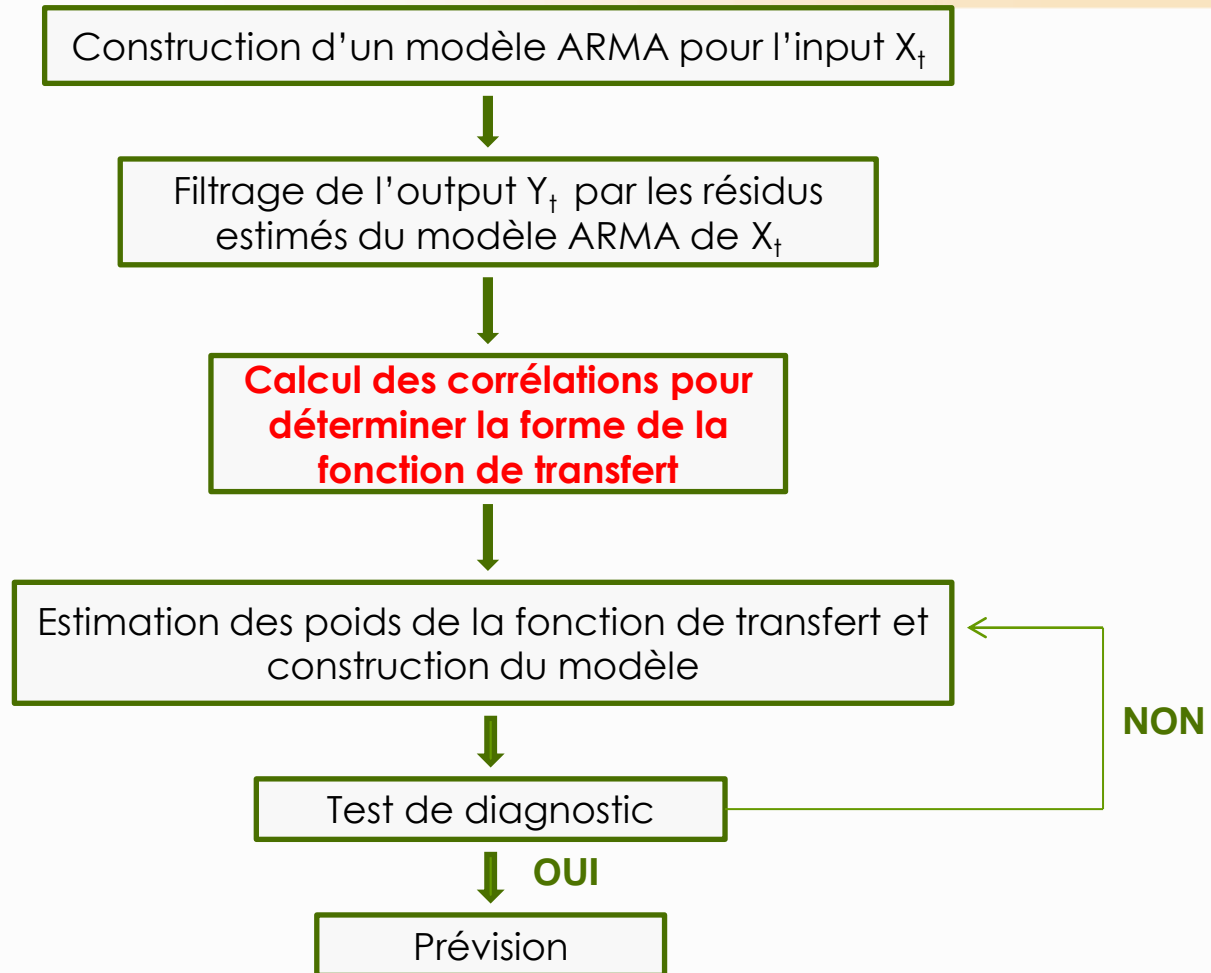 Construction d’un modèle ARMA pour l’input Xₜ
Filtrage de l’output Yₜ par les résidus
estimés du modèle ARMA de Xₜ
Calcul des corrélations pour
déterminer la forme de la
fonction de transfert
Estimation des poids de la fonction de transfert et
construction du modèle
NON
Test de diagnostic
OUI
Prévision